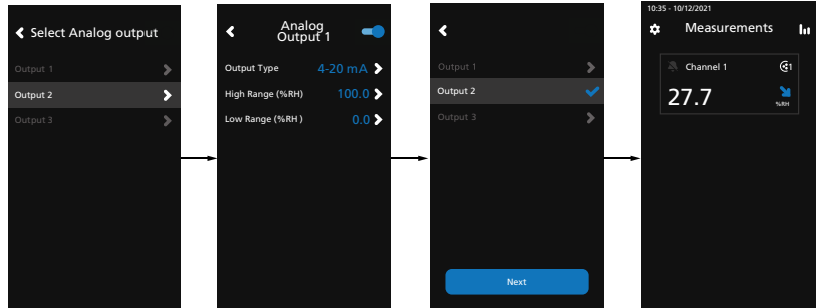 Select Analog output
Output 1
Output 2
Output 3
Analog
Output 1
Output Type 4-20 mA
High Range (%RH) 100.0
Low Range (%RH ) 0.0
Output 1
Output 2
Output 3
Next
10:35 - 10/12/2021
Measurements
Channel 1 1
27.7 %RH